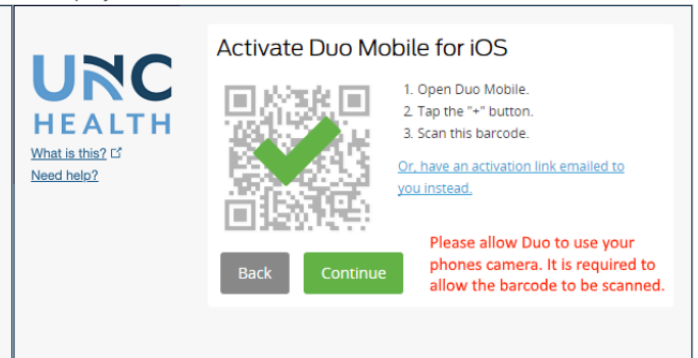 UNC
HEALTH
What is this?
Need help?
Activate Duo Mobile for iOS
1. Open Duo Mobile.
2. Tap the "+" button.
3. Scan this barcode.
Or, have an activation link emailed to
you instead.
Back
Continue
Please allow Duo to use your
phones camera. It is required to
allow the barcode to be scanned.